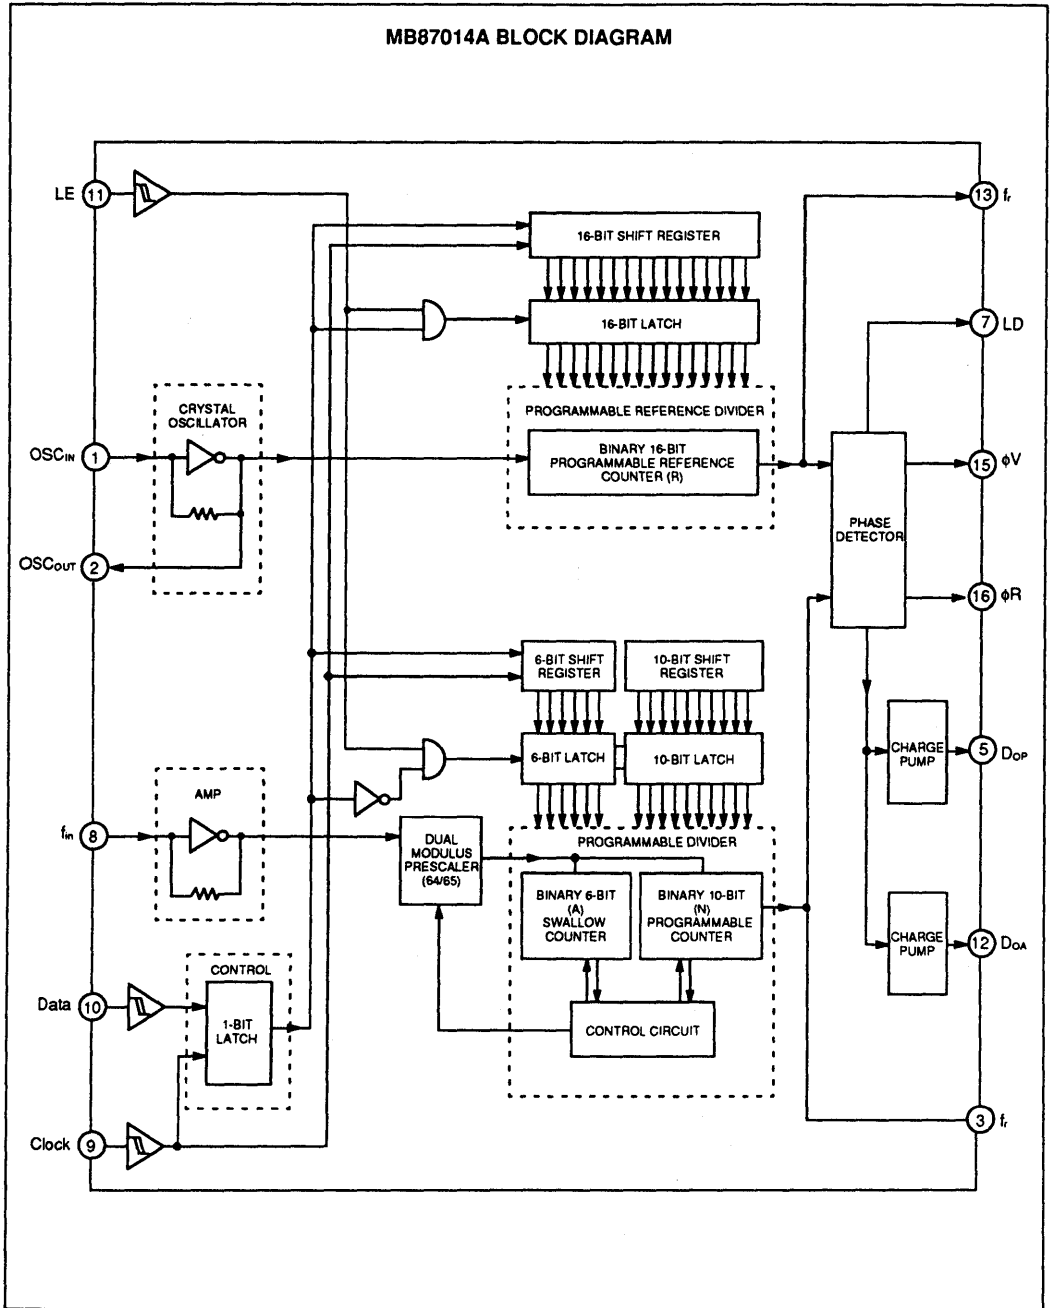 MB87014A BLOCK DIAGRAM
LE 11
13 fr
16-BIT SHIFT REGISTER
16-BIT LATCH
7 LD
CRYSTAL
OSCILLATOR
PROGRAMMABLE REFERENCE DIVIDER
OSCIN 1
BINARY 16-BIT
PROGRAMMABLE REFERENCE
COUNTER (R)
15 ϕV
PHASE
DETECTOR
OSCOUT 2
16 ϕR
6-BIT SHIFT
REGISTER
10-BIT SHIFT
REGISTER
6-BIT LATCH
10-BIT LATCH
CHARGE
PUMP
5 DOP
AMP
fin 8
DUAL
MODULUS
PRESCALER
(64/65)
PROGRAMMABLE DIVIDER
BINARY 6-BIT
(A)
SWALLOW
COUNTER
BINARY 10-BIT
(N)
PROGRAMMABLE
COUNTER
CHARGE
PUMP
12 DOA
CONTROL
Data 10
1-BIT
LATCH
CONTROL CIRCUIT
3 fr
Clock 9